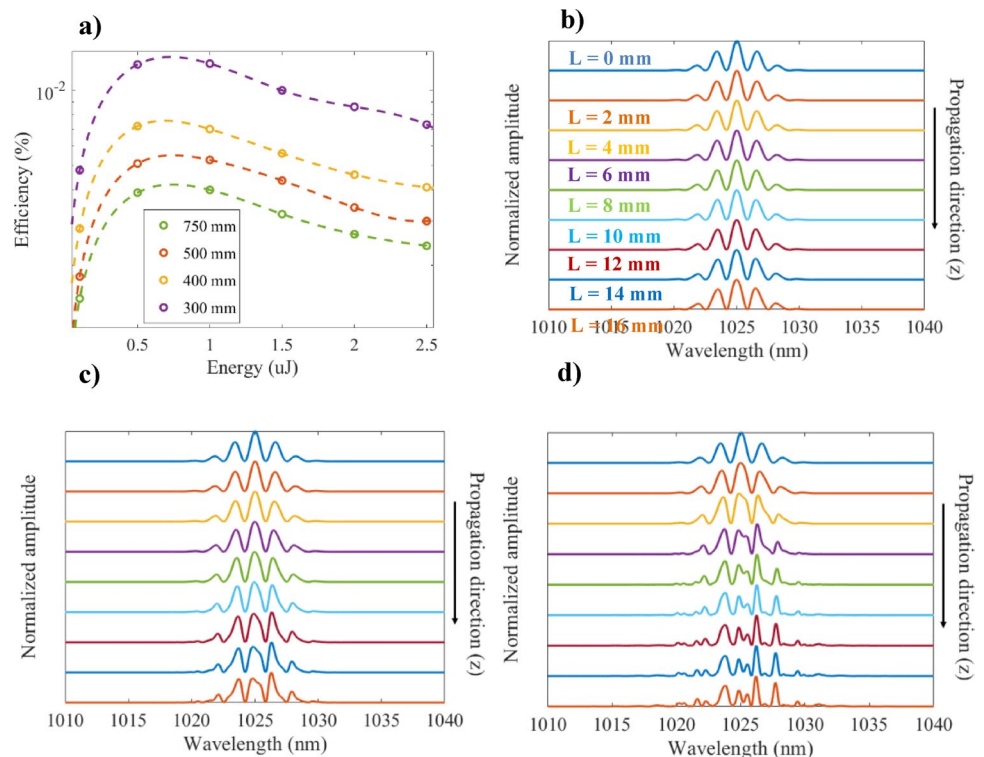 a)
Efficiency (%)
10-2
750 mm
500 mm
400 mm
300 mm
0.5 1 1.5 2 2.5
Energy (uJ)
b)
Normalized amplitude
L = 0 mm
L = 2 mm
L = 4 mm
L = 6 mm
L = 8 mm
L = 10 mm
L = 12 mm
L = 14 mm
L = 16 mm
Propagation direction (z)
1010 1015 1020 1025 1030 1035 1040
Wavelength (nm)
c)
Normalized amplitude
Propagation direction (z)
1010 1015 1020 1025 1030 1035 1040
Wavelength (nm)
d)
Normalized amplitude
Propagation direction (z)
1010 1015 1020 1025 1030 1035 1040
Wavelength (nm)